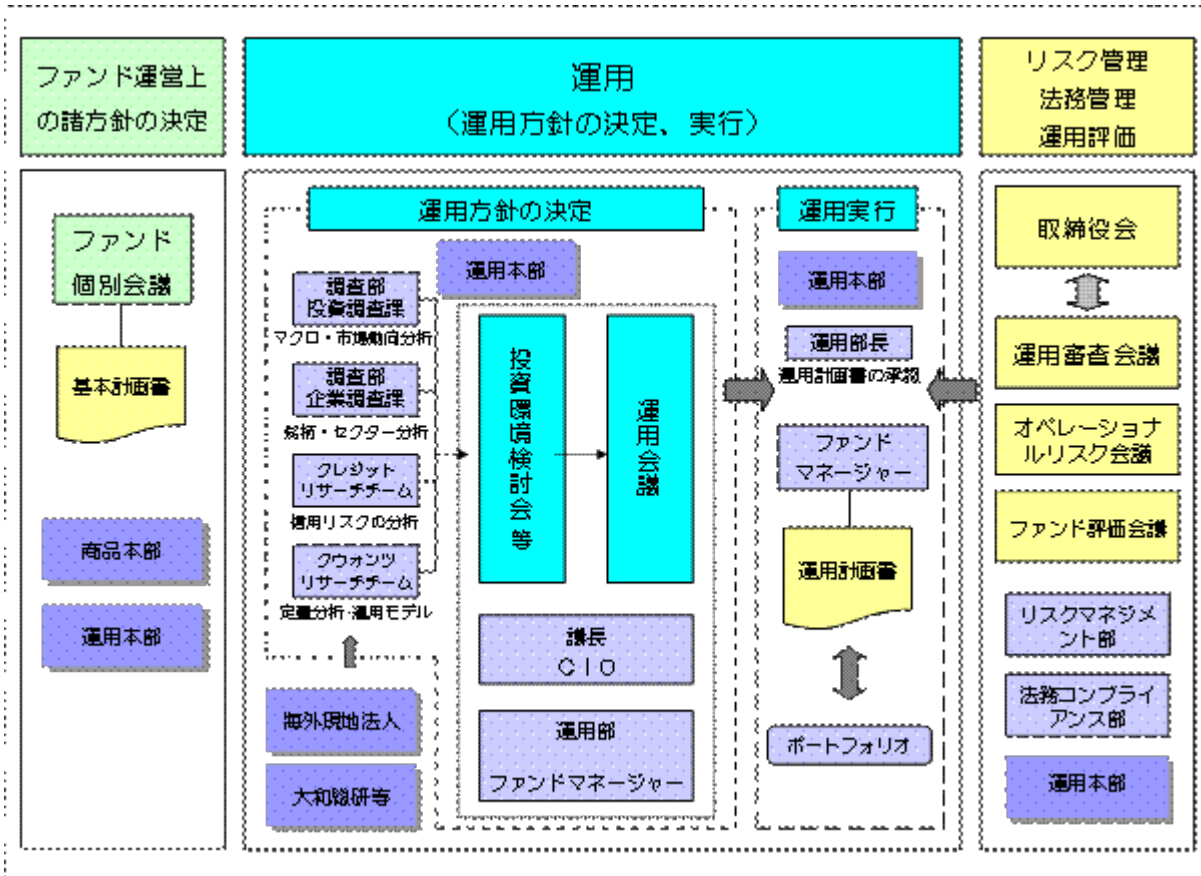 ファンド運営上
の諸方針の決定
運用
（運用方針の決定、実行）
リスク管理
法務管理
運用評価
ファンド
個別会議
基本計画書
商品本部
運用本部
運用方針の決定
運用本部
調査部
投資調査課
マクロ・市場動向分析
調査部
企業調査課
銘柄・セクター分析
クレジット
リサーチチーム
信用リスクの分析
クウォンツ
リサーチチーム
定量分析・運用モデル
海外現地法人
大和総研等
投資環境検討会等
運用会議
議長
ＣＩＯ
運用部
ファンドマネージャー
運用実行
運用本部
運用部長
運用計画書の承認
ファンド
マネージャー
運用計画書
ポートフォリオ
取締役会
運用審査会議
オペレーショナ
ルリスク会議
ファンド評価会議
リスクマネジメ
ント部
法務コンプライ
アンス部
運用本部